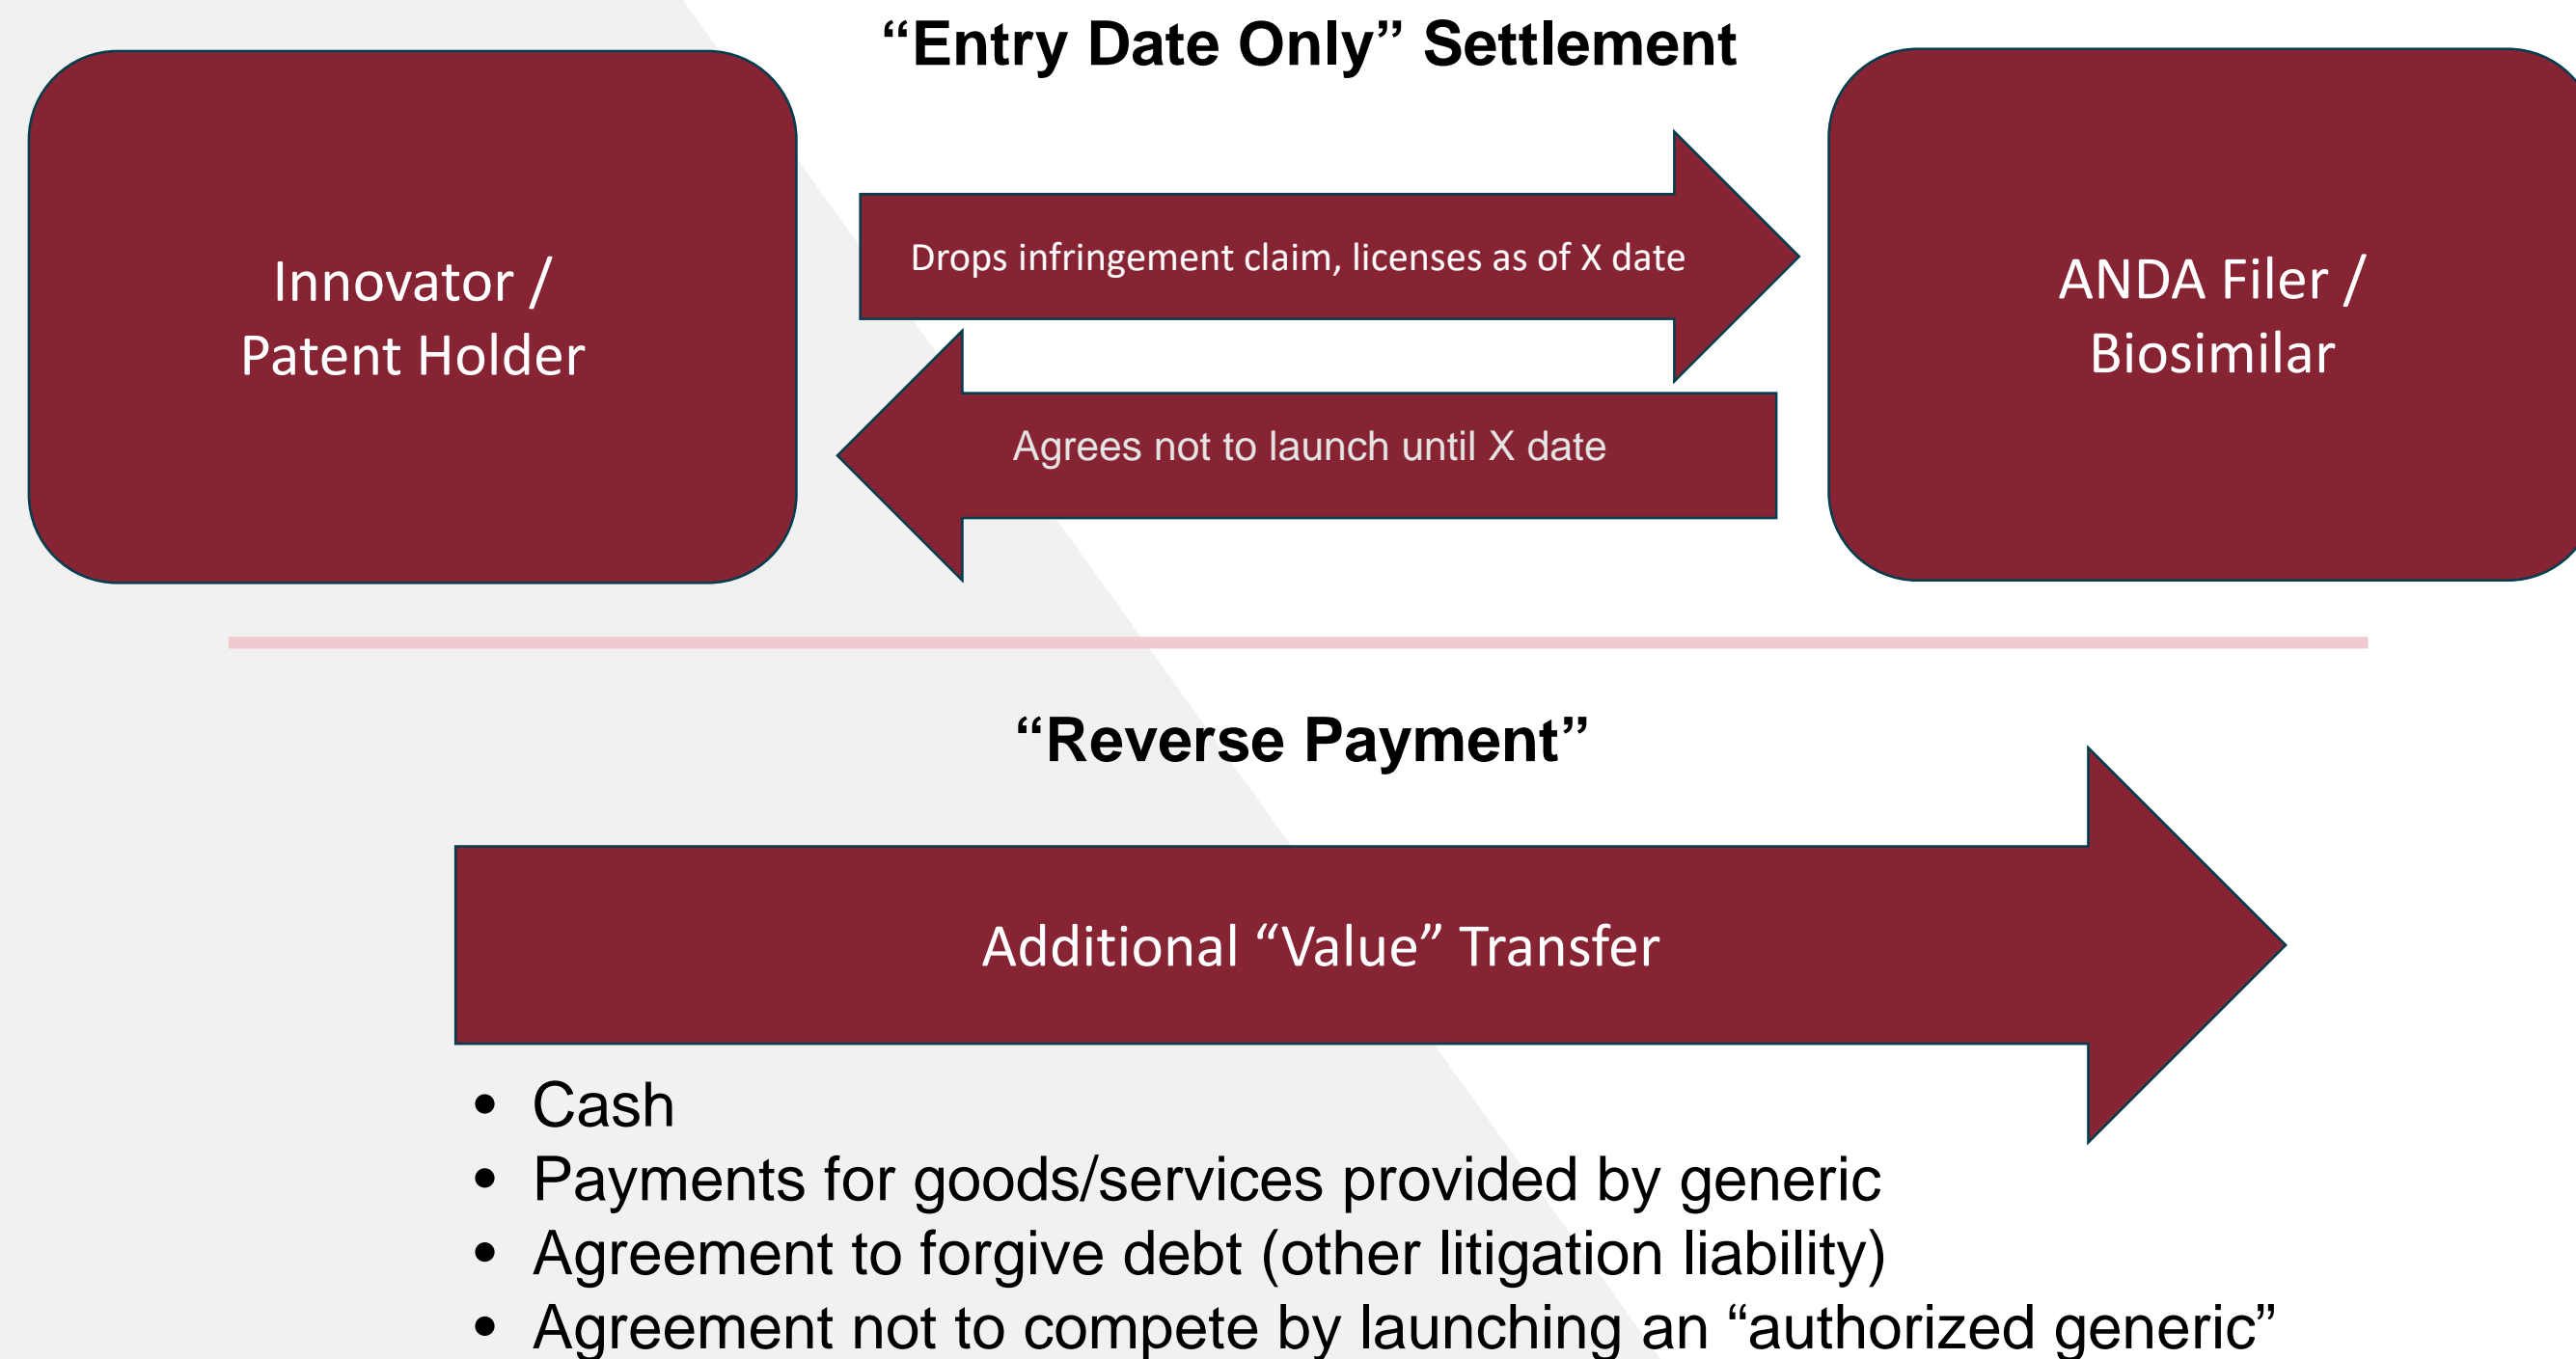 “Entry Date Only” Settlement
Innovator /
Patent Holder
Drops infringement claim, licenses as of X date
Agrees not to launch until X date
ANDA Filer /
Biosimilar
“Reverse Payment”
Additional “Value” Transfer
• Cash
• Payments for goods/services provided by generic
• Agreement to forgive debt (other litigation liability)
• Agreement not to compete by launching an “authorized generic”